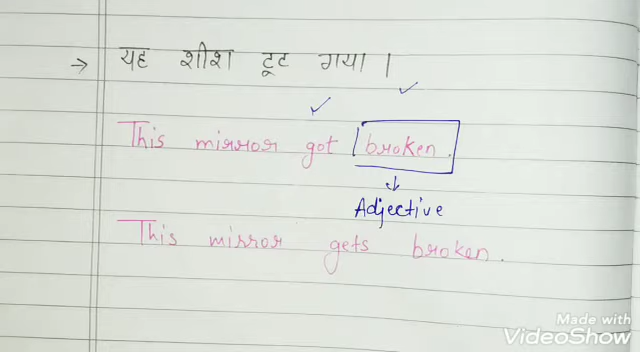 → यह शीशा टूट गया |
This mirror got broken.
Adjective
This mirror gets broken.
Made with
VideoShow